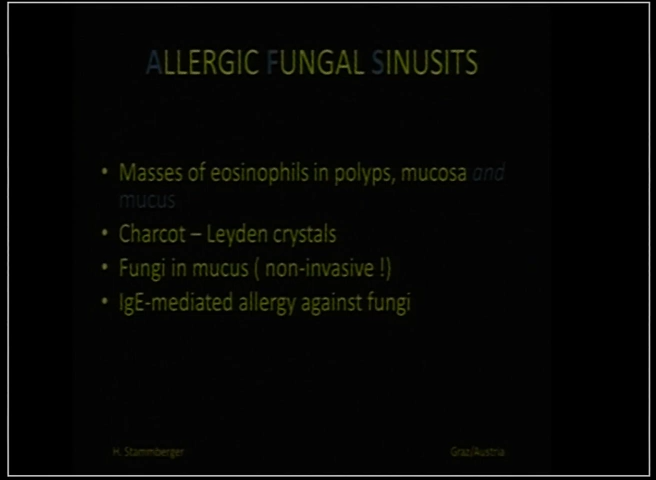 ALLERGIC FUNGAL SINUSITS
• Masses of eosinophils in polyps, mucosa and
mucus
• Charcot – Leyden crystals
• Fungi in mucus ( non-invasive !)
• IgE-mediated allergy against fungi
H. Stammberger
Graz/Austria